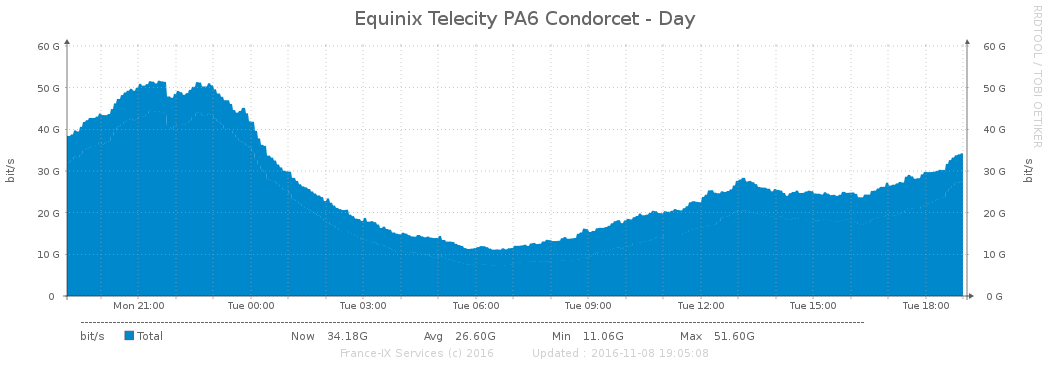 Equinix Telecity PA6 Condorcet - Day
RRDTOOL / TOBI OETIKER
60 G 60 G
50 G 50 G
40 G 40 G
30 G 30 G
20 G 20 G
10 G 10 G
0 0 G
bit/s bit/s
Mon 21:00 Tue 00:00 Tue 03:00 Tue 06:00 Tue 09:00 Tue 12:00 Tue 15:00 Tue 18:00
bit/s Total Now 34.18G Avg 26.60G Min 11.06G Max 51.60G
France-IX Services (c) 2016 Updated : 2016-11-08 19:05:08